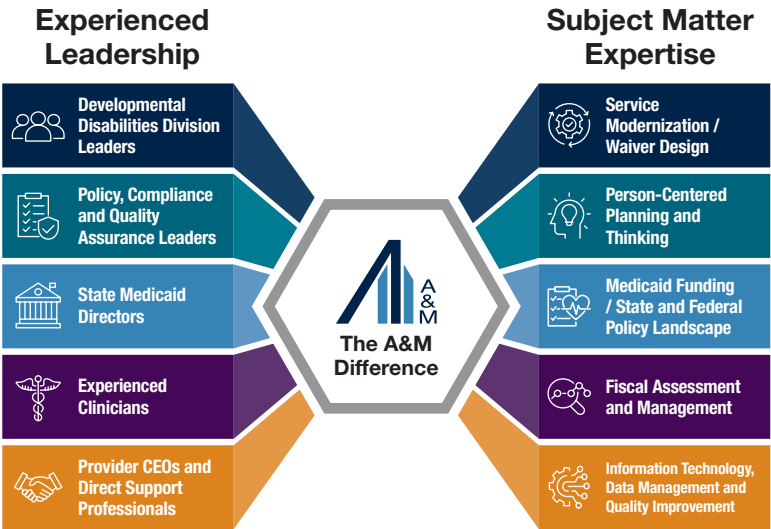 Experienced
Leadership
Developmental
Disabilities Division
Leaders
Policy, Compliance
and Quality
Assurance Leaders
State Medicaid
Directors
Experienced
Clinicians
Provider CEOs and
Direct Support
Professionals
A&M
The A&M
Difference
Subject Matter
Expertise
Service
Modernization /
Waiver Design
Person-Centered
Planning and
Thinking
Medicaid Funding
/ State and Federal
Policy Landscape
Fiscal Assessment
and Management
Information Technology,
Data Management and
Quality Improvement